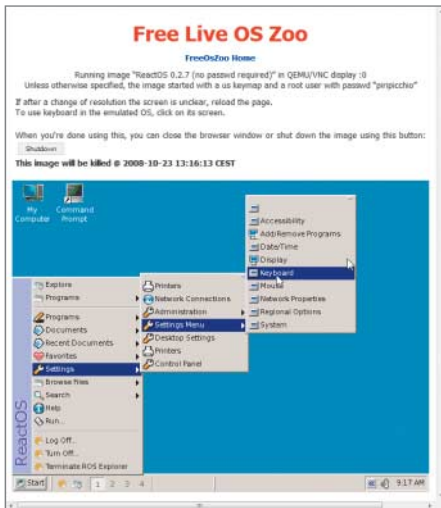 Free Live OS Zoo
FreeOsZoo Home
Running image "ReactOS 0.2.7 (no passwd required)" in QEMU/VNC display :0
Unless otherwise specified, the image started with a us keymap and a root user with passwd "piripicchio"
If after a change of resolution the screen is unclear, reload the page.
To use keyboard in the emulated OS, click on its screen.
When you're done using this, you can close the browser window or shut down the image using this button:
Shutdown
This image will be killed @ 2008-10-23 13:16:13 CEST
My Computer
Command Prompt
Accessibility
Add/Remove Programs
Date/Time
Display
Keyboard
Mouse
Network Properties
Regional Options
System
Printers
Network Connections
Administration
Settings Menu
Desktop Settings
Printers
Control Panel
Explore
Programs
Programs
Documents
Recent Documents
Favorites
Settings
Browse Files
Search
Help
Run...
Log Off...
Turn Off...
Terminate ROS Explorer
ReactOS
Start
1 2 3 4
9:17 AM